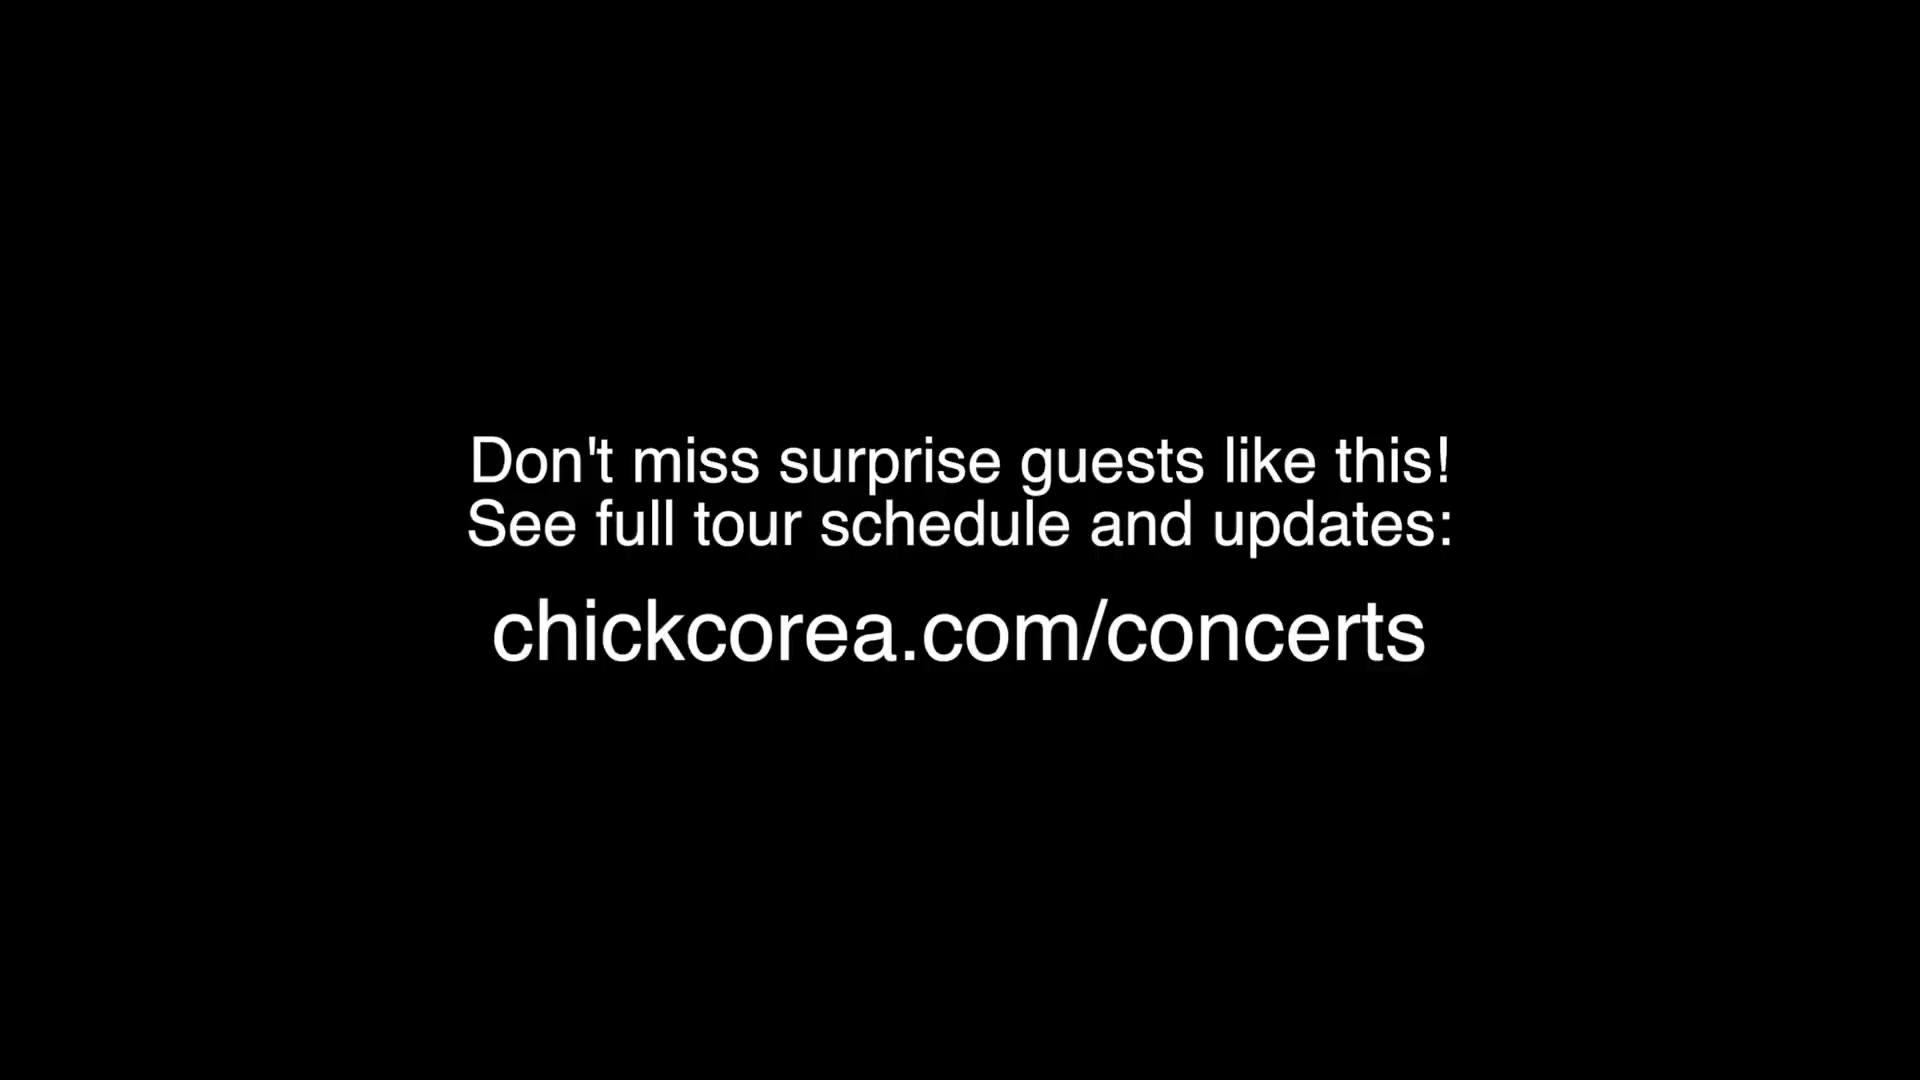 Don't miss surprise guests like this!
See full tour schedule and updates:
chickcorea.com/concerts